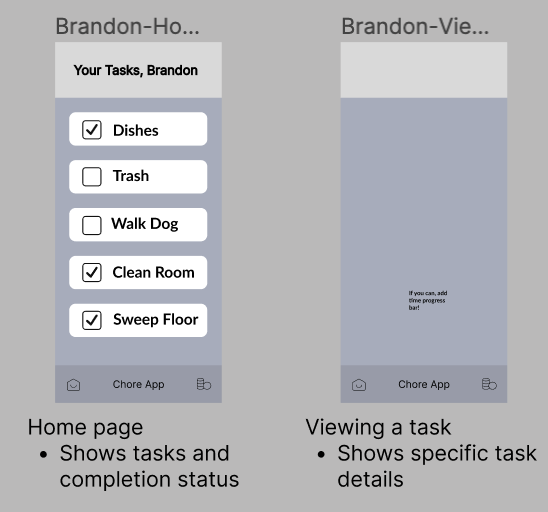 Brandon-Ho...
Your Tasks, Brandon
Dishes
Trash
Walk Dog
Clean Room
Sweep Floor
Chore App
Home page
• Shows tasks and
completion status
Brandon-Vie...
If you can, add
time progress
bar!
Chore App
Viewing a task
• Shows specific task
details